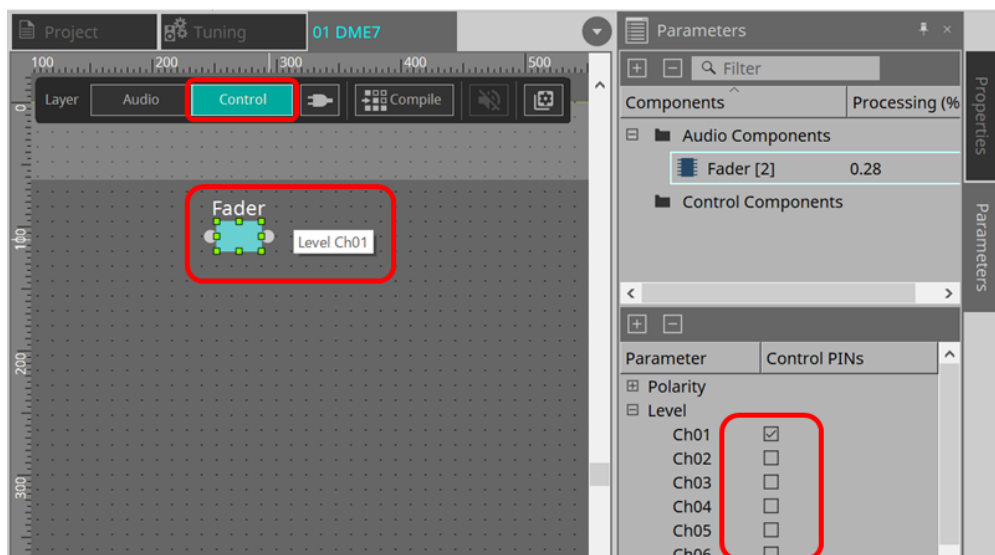 Project
Tuning
01 DME7
100 200 300 400 500
0
Layer Audio Control Compile
Fader
Level Ch01
100
200
300
Parameters
Filter
Components Processing (%
Audio Components
Fader [2] 0.28
Control Components
Parameter Control PINs
Polarity
Level
Ch01
Ch02
Ch03
Ch04
Ch05
Ch06
Properties
Parameters